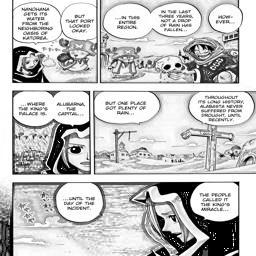 HOW-
EVER...
IN THE LAST
THREE YEARS,
NOT A DROP
OF RAIN HAS
FALLEN...
...IN THIS
ENTIRE
REGION.
BUT
THAT PORT
LOOKED
OKAY.
NANOHANA
GETS ITS
WATER
FROM THE
NEIGHBORING
OASIS OF
KATOREA.
THROUGHOUT
ITS LONG HISTORY,
ALABASTA NEVER
SUFFERED FROM
DROUGHT, UNTIL
RECENTLY.
BUT ONE PLACE
GOT PLENTY OF
RAIN...
ALUBARNA,
THE
CAPITAL...
...WHERE
THE KING'S
PALACE IS.
THE PEOPLE
CALLED IT
THE KING'S
MIRACLE...
...UNTIL
THE DAY OF
THE INCIDENT.